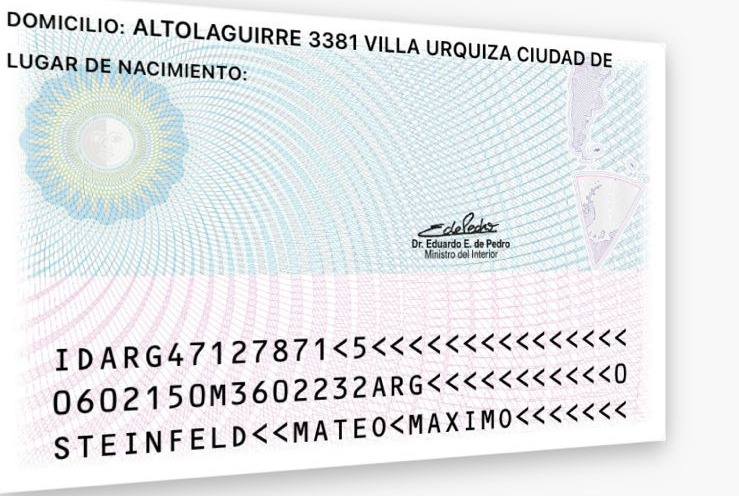 DOMICILIO: ALTOLAGUIRRE 3381 VILLA URQUIZA CIUDAD DE
LUGAR DE NACIMIENTO:
Dr. Eduardo E. de Pedro
Ministro del Interior
IDARG47127871<5<<<<<<<<<<<<<<<
0602150M3602232ARG<<<<<<<<<<<0
STEINFELD<<MATEO<MAXIMO<<<<<<<